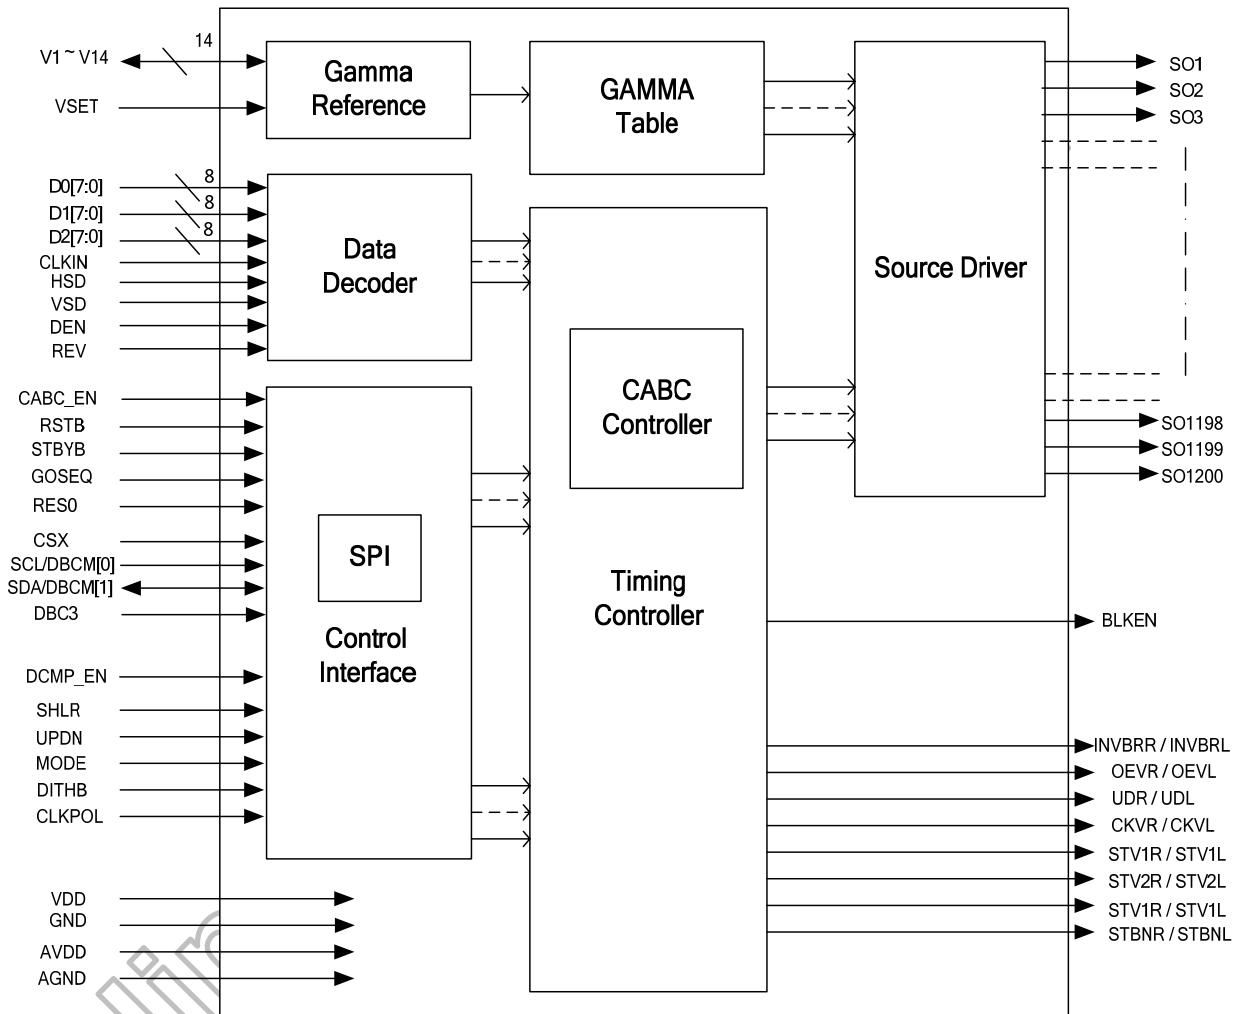 V1 ~ V14
14
VSET
Gamma
Reference
GAMMA
Table
Source Driver
SO1
SO2
SO3
SO1198
SO1199
SO1200
D0[7:0]
8
D1[7:0]
8
D2[7:0]
8
CLKIN
HSD
VSD
DEN
REV
Data
Decoder
CABC_EN
RSTB
STBYB
GOSEQ
RES0
CSX
SCL/DBCM[0]
SDA/DBCM[1]
DBC3
DCMP_EN
SHLR
UPDN
MODE
DITHB
CLKPOL
SPI
Control
Interface
CABC
Controller
Timing
Controller
BLKEN
INVBRR / INVBRL
OEVR / OEVL
UDR / UDL
CKVR / CKVL
STV1R / STV1L
STV2R / STV2L
STV1R / STV1L
STBNR / STBNL
VDD
GND
AVDD
AGND